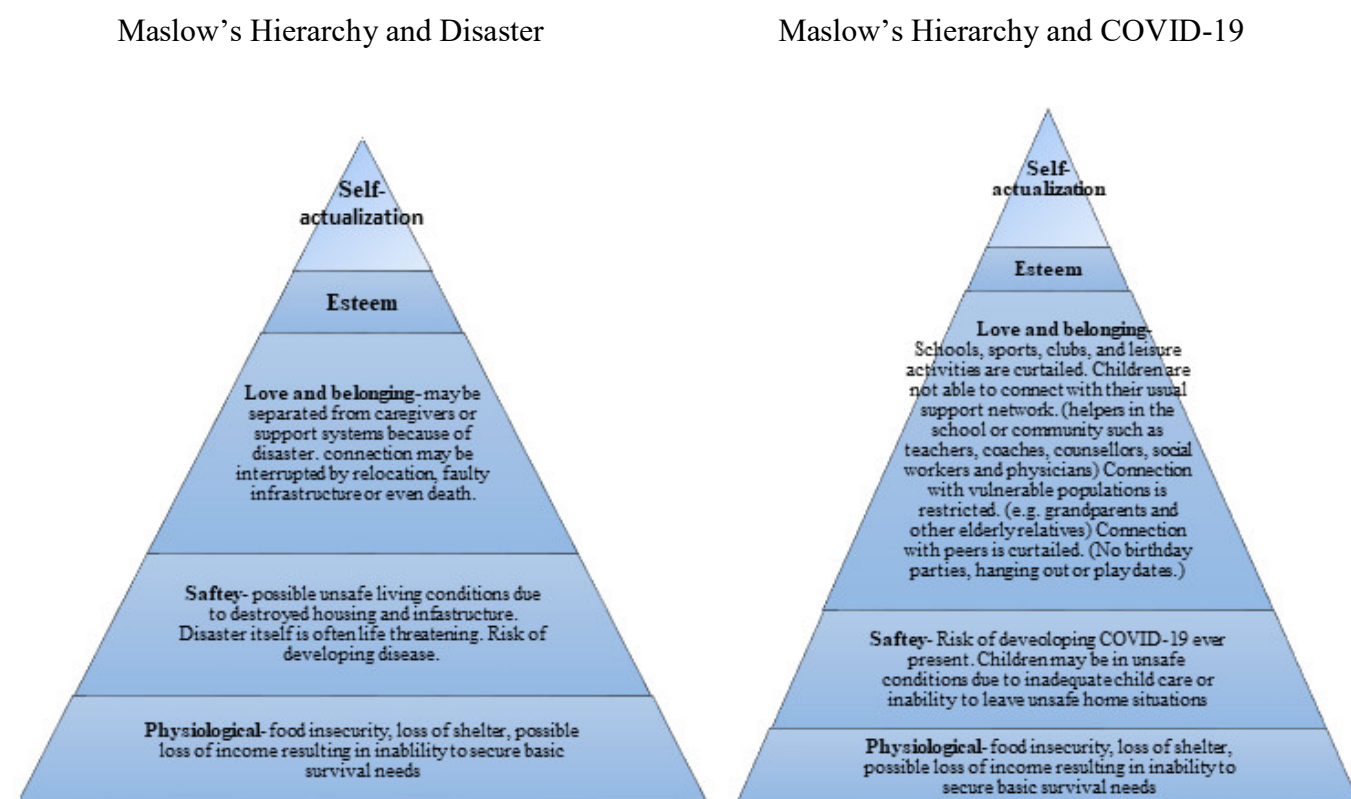 Maslow's Hierarchy and Disaster
Self-
actualization
Esteem
Love and belonging- may be
separated from caregivers or
support systems because of
disaster. connection may be
interrupted by relocation, faulty
infrastructure or even death.
Saftey- possible unsafe living conditions due
to destroyed housing and infastructure.
Disaster itself is often life threatening. Risk of
developing disease.
Physiological- food insecurity, loss of shelter, possible
loss of income resulting in inablility to secure basic
survival needs
Maslow's Hierarchy and COVID-19
Self-
actualization
Esteem
Love and belonging-
Schools, sports, clubs, and leisure
activities are curtailed. Children are
not able to connect with their usual
support network. (helpers in the
school or community such as
teachers, coaches, counsellors, social
workers and physicians) Connection
with vulnerable populations is
restricted. (e.g. grandparents and
other elderly relatives) Connection
with peers is curtailed. (No birthday
parties, hanging out or play dates.)
Saftey- Risk of deveoloping COVID-19 ever
present. Children may be in unsafe
conditions due to inadequate child care or
inability to leave unsafe home situations
Physiological- food insecurity, loss of shelter,
possible loss of income resulting in inability to
secure basic survival needs